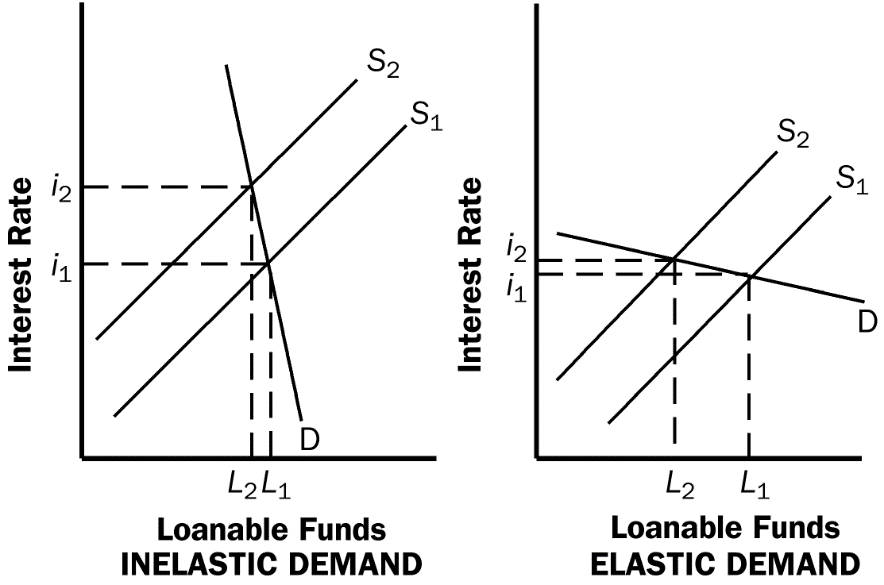 Interest Rate
S₂
S₁
i₂
i₁
D
L₂ L₁
Loanable Funds
INELASTIC DEMAND
Interest Rate
S₂
S₁
i₂
i₁
D
L₂
L₁
Loanable Funds
ELASTIC DEMAND